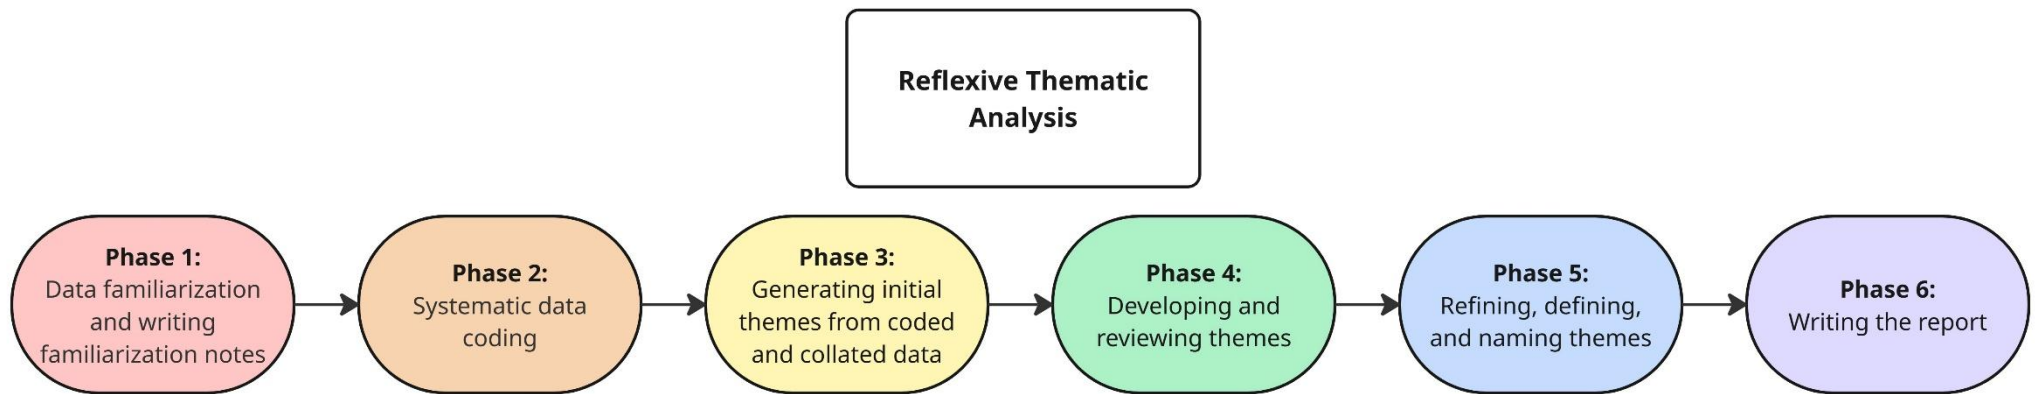 Reflexive Thematic
Analysis
Phase 1:
Data familiarization
and writing
familiarization notes
Phase 2:
Systematic data
coding
Phase 3:
Generating initial
themes from coded
and collated data
Phase 4:
Developing and
reviewing themes
Phase 5:
Refining, defining,
and naming themes
Phase 6:
Writing the report